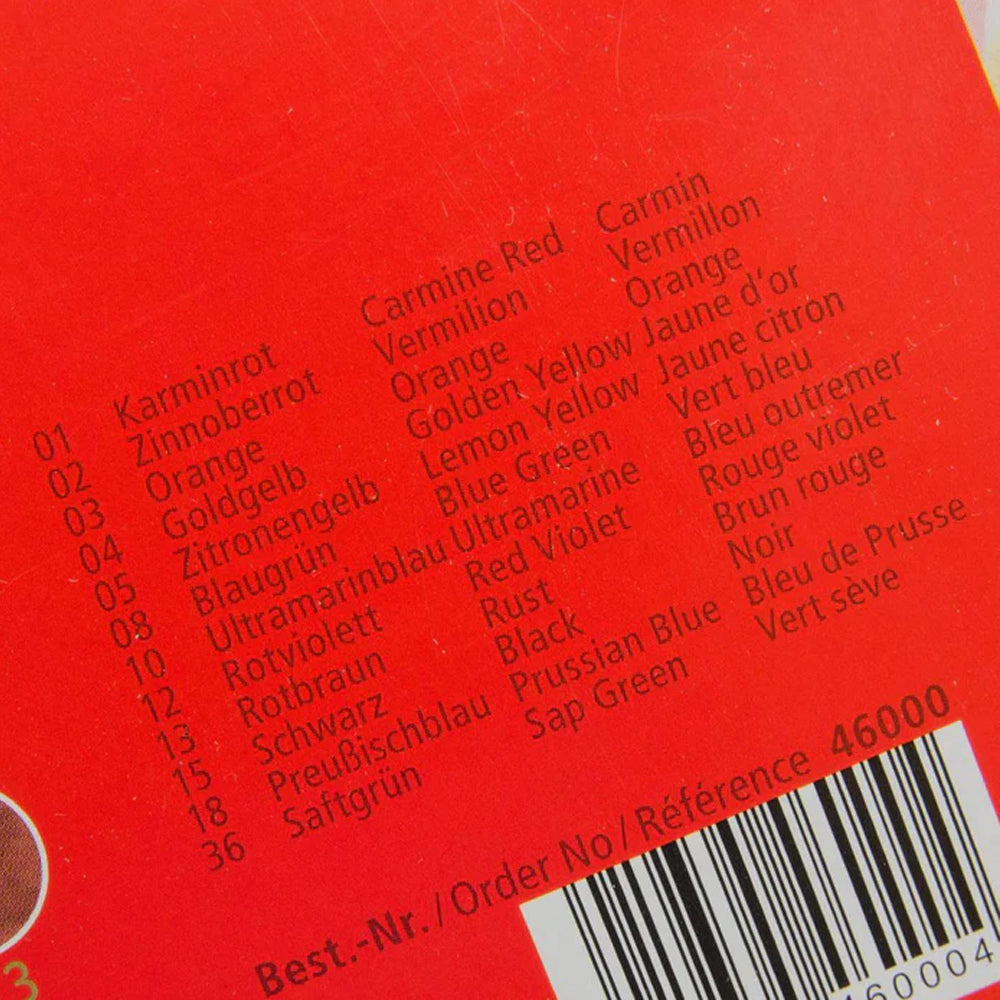 01 Karminrot Carmine Red Carmin
02 Zinnoberrot Vermilion Vermillon
03 Orange Orange Orange
04 Goldgelb Golden Yellow Jaune d'or
05 Zitronengelb Lemon Yellow Jaune citron
08 Blaugrün Blue Green Vert bleu
10 Ultramarinblau Ultramarine Bleu outremer
12 Rotviolett Red Violet Rouge violet
13 Rotbraun Rust Brun rouge
15 Schwarz Black Noir
18 Preußischblau Prussian Blue Bleu de Prusse
36 Saftgrün Sap Green Vert sève
Best.-Nr. / Order No / Référence 46000
460004
3